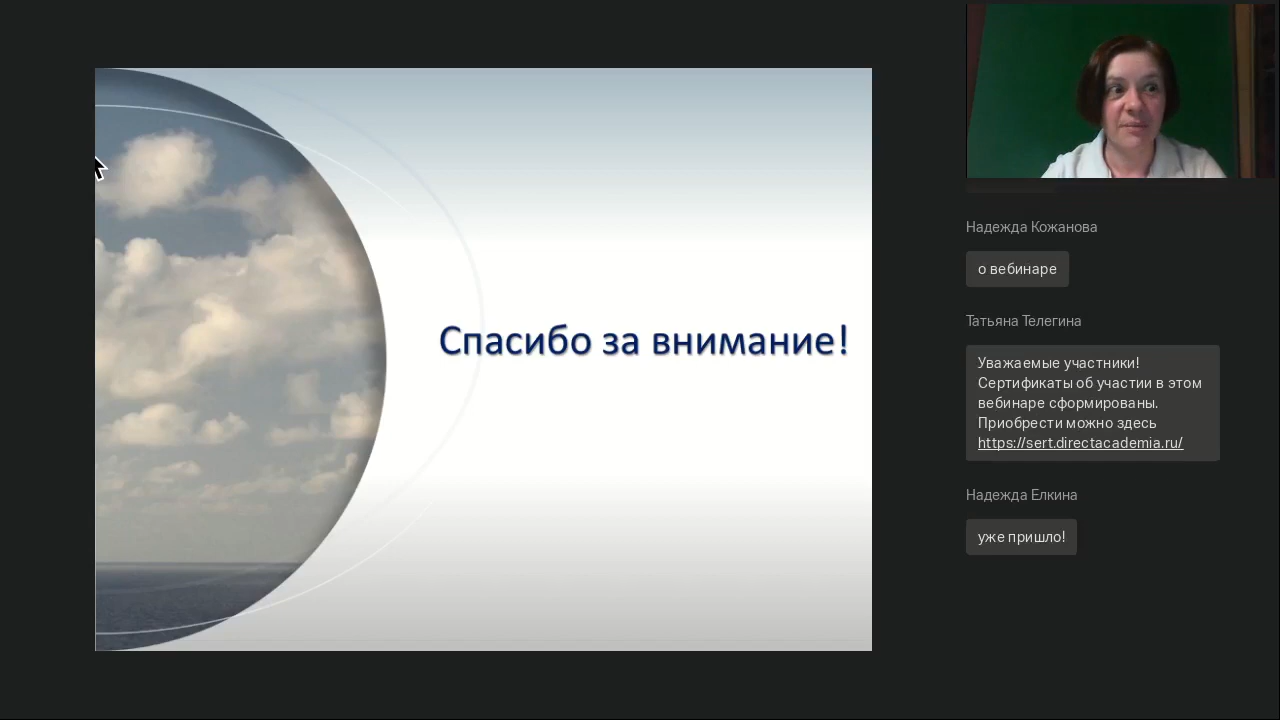 Спасибо за внимание!
Надежда Кожанова
о вебинаре
Татьяна Телегина
Уважаемые участники!
Сертификаты об участии в этом
вебинаре сформированы.
Приобрести можно здесь
https://sert.directacademia.ru/
Надежда Елкина
уже пришло!